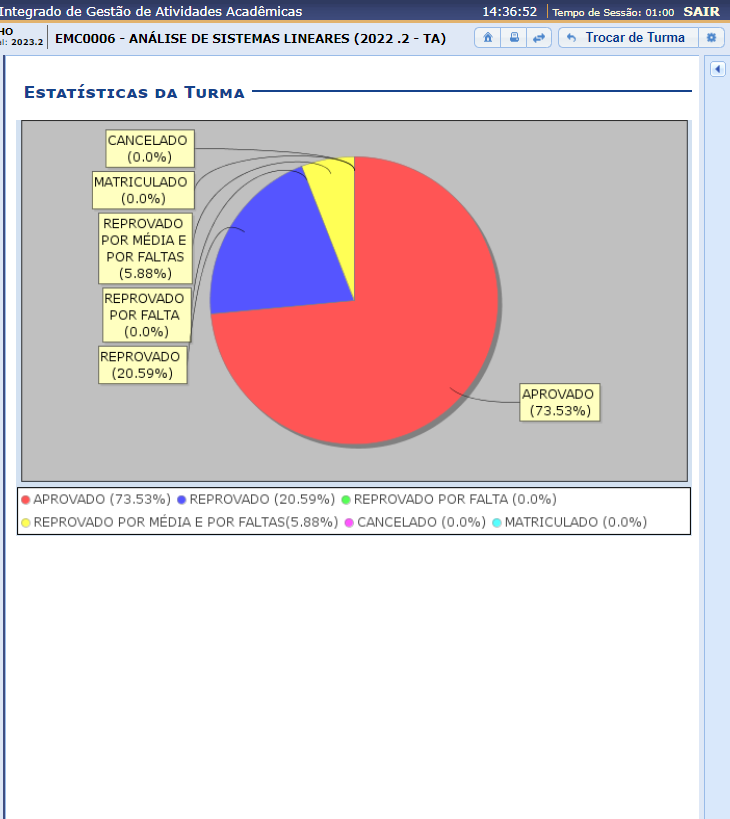 Integrado de Gestão de Atividades Acadêmicas
14:36:52
Tempo de Sessão: 01:00
SAIR
2023.2
EMC0006 - ANÁLISE DE SISTEMAS LINEARES (2022 .2 - TA)
Trocar de Turma
Estatísticas da Turma
CANCELADO
(0.0%)
MATRICULADO
(0.0%)
REPROVADO
POR MÉDIA E
POR FALTAS
(5.88%)
REPROVADO
POR FALTA
(0.0%)
REPROVADO
(20.59%)
APROVADO
(73.53%)
APROVADO (73.53%) REPROVADO (20.59%) REPROVADO POR FALTA (0.0%)
REPROVADO POR MÉDIA E POR FALTAS(5.88%) CANCELADO (0.0%) MATRICULADO (0.0%)